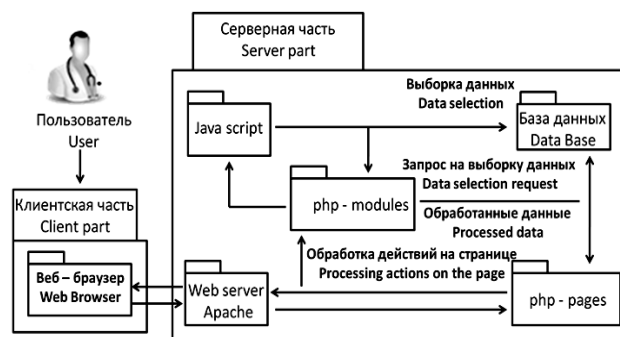 Серверная часть
Server part
Пользователь
User
Клиентская часть
Client part
Веб – браузер
Web Browser
Java script
Выборка данных
Data selection
База данных
Data Base
Запрос на выборку данных
Data selection request
php - modules
Обработанные данные
Processed data
Обработка действий на странице
Processing actions on the page
Web server
Apache
php - pages